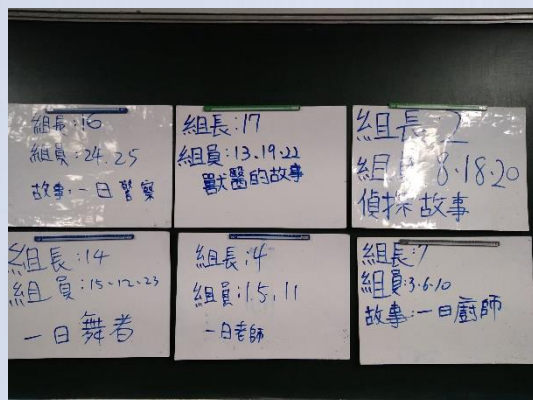 組長:16
組員:24.25
故事:一日警察
組長:17
組員:13.19.22
獸醫的故事
組長:2
組員:8.18.20
偵探故事
組長:14
組員:15.12.23
一日舞者
組長:4
組員:1.5.11
一日老師
組長:7
組員:3.6.10
故事:一日廚師